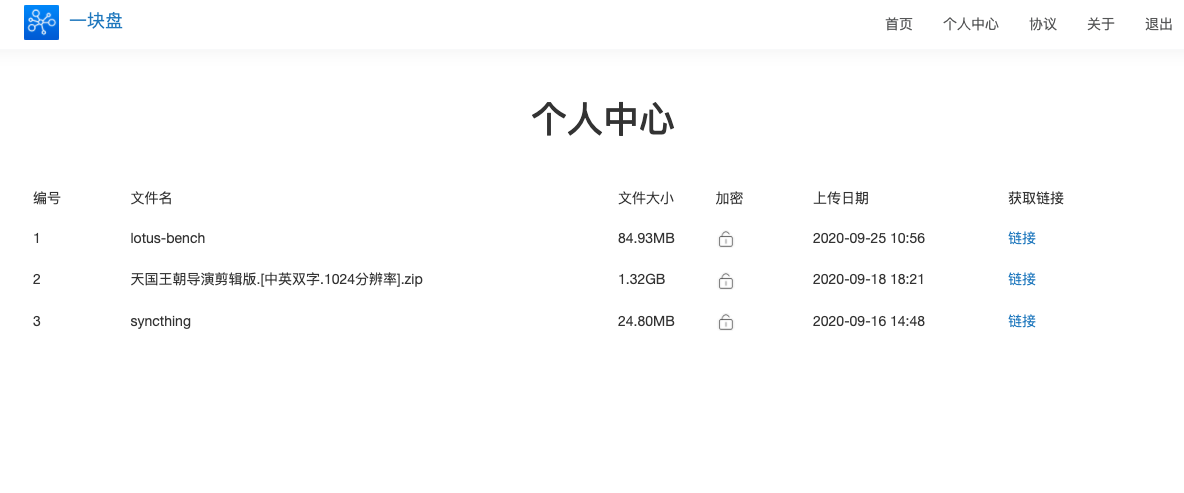 一块盘 首页 个人中心 协议 关于 退出
个人中心
编号 文件名 文件大小 加密 上传日期 获取链接
1 lotus-bench 84.93MB 2020-09-25 10:56 链接
2 天国王朝导演剪辑版.[中英双字.1024分辨率].zip 1.32GB 2020-09-18 18:21 链接
3 syncthing 24.80MB 2020-09-16 14:48 链接